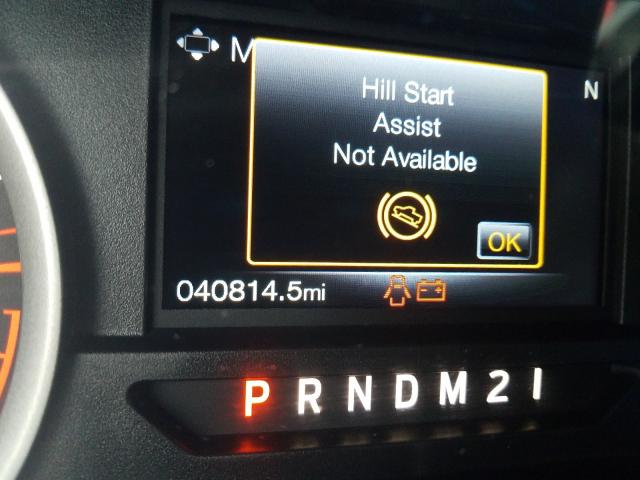 M
N
Hill Start
Assist
Not Available
OK
040814.5mi
P R N D M 2 1